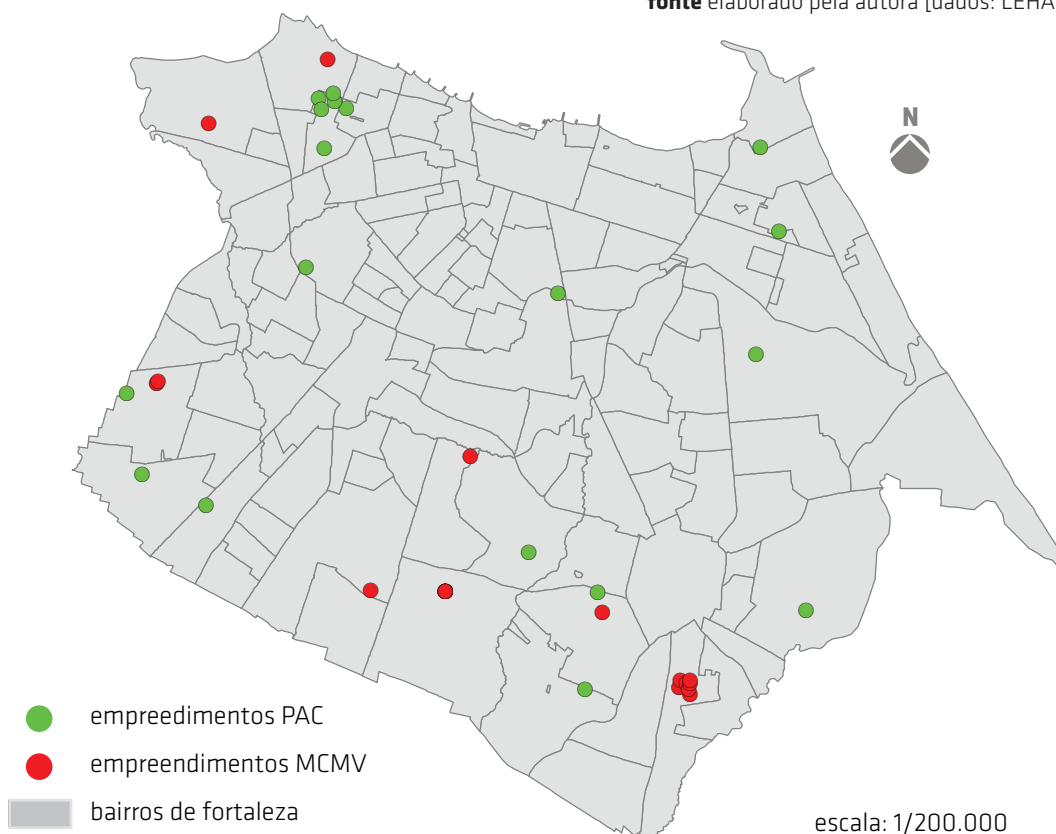 fonte elaborado pela autora [dados: LEHA
N
empreedimentos PAC
empreendimentos MCMV
bairros de fortaleza
escala: 1/200.000